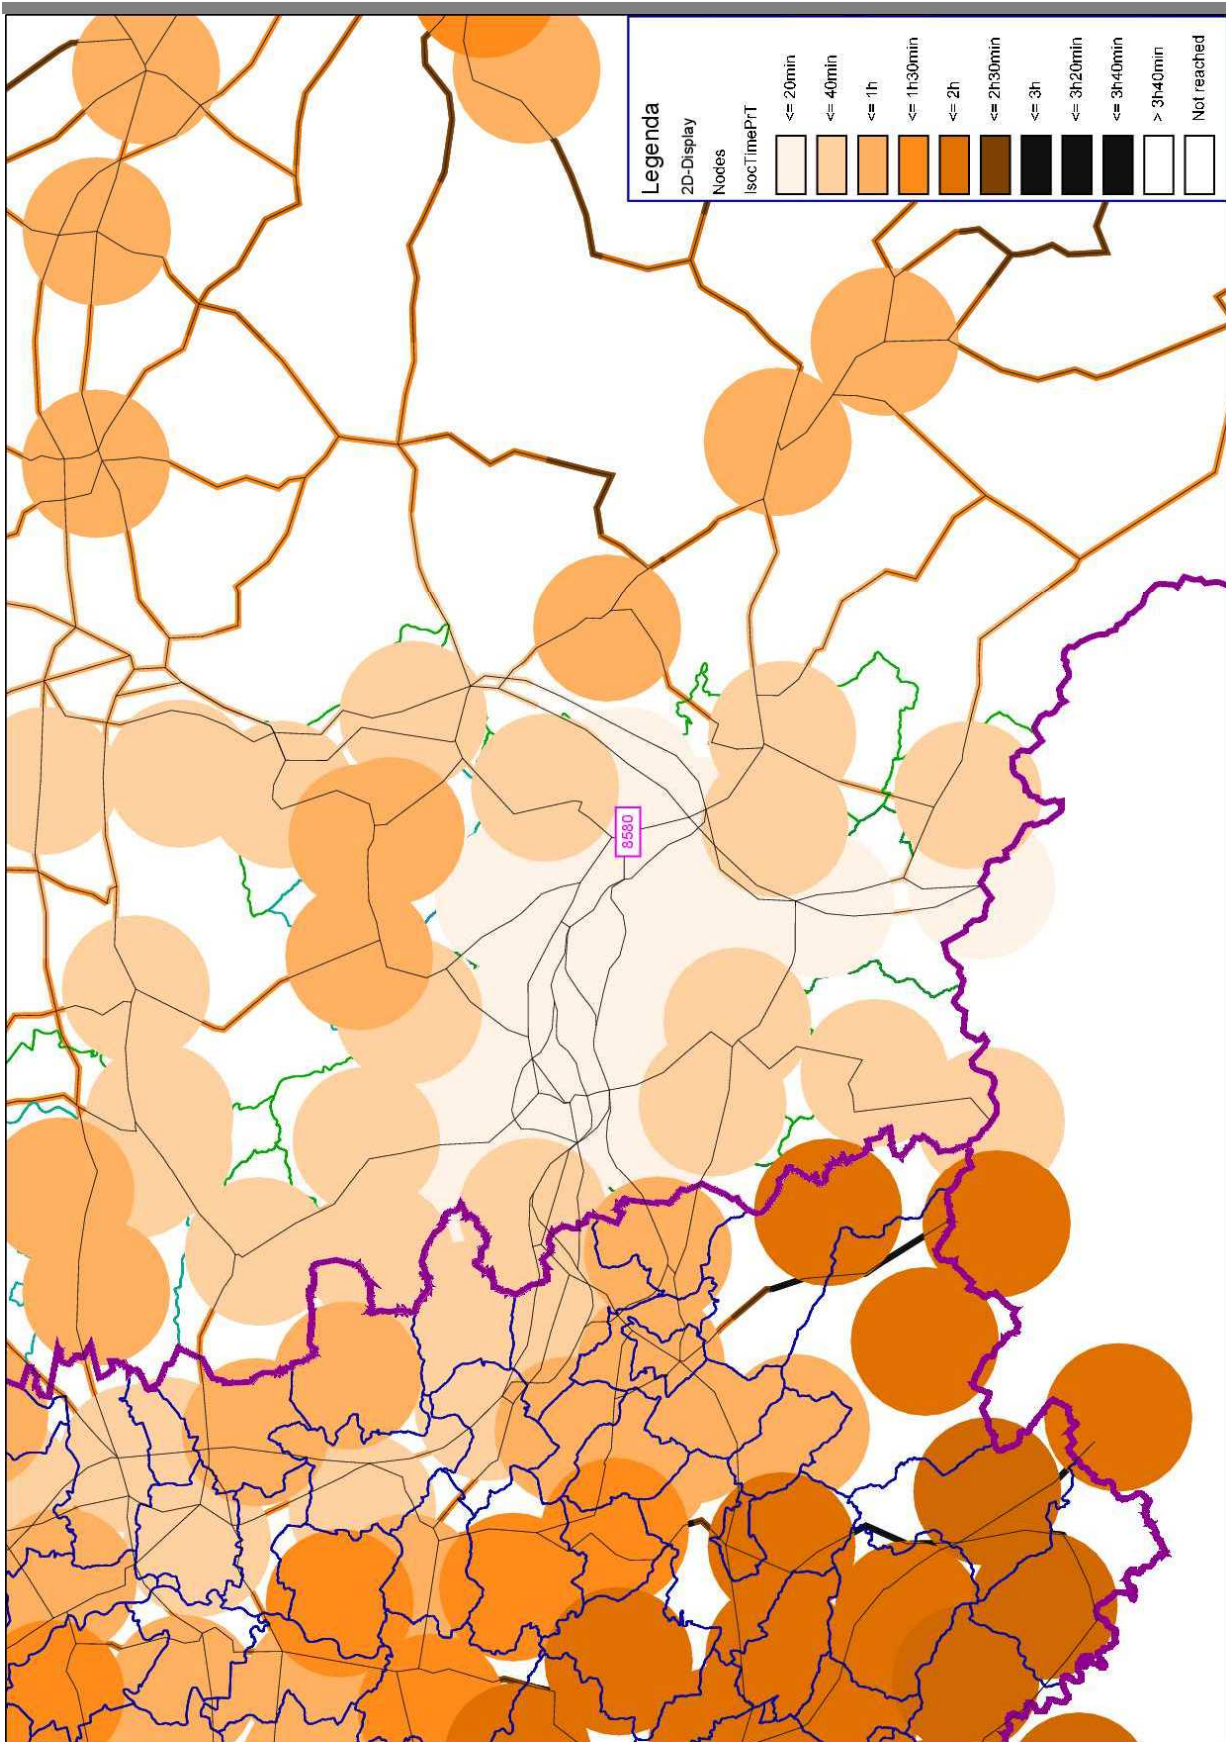 Legenda
2D-Display
Nodes
IsocTimePrT
<= 20min
<= 40min
<= 1h
<= 1h30min
<= 2h
<= 2h30min
<= 3h
<= 3h20min
<= 3h40min
> 3h40min
Not reached
8580